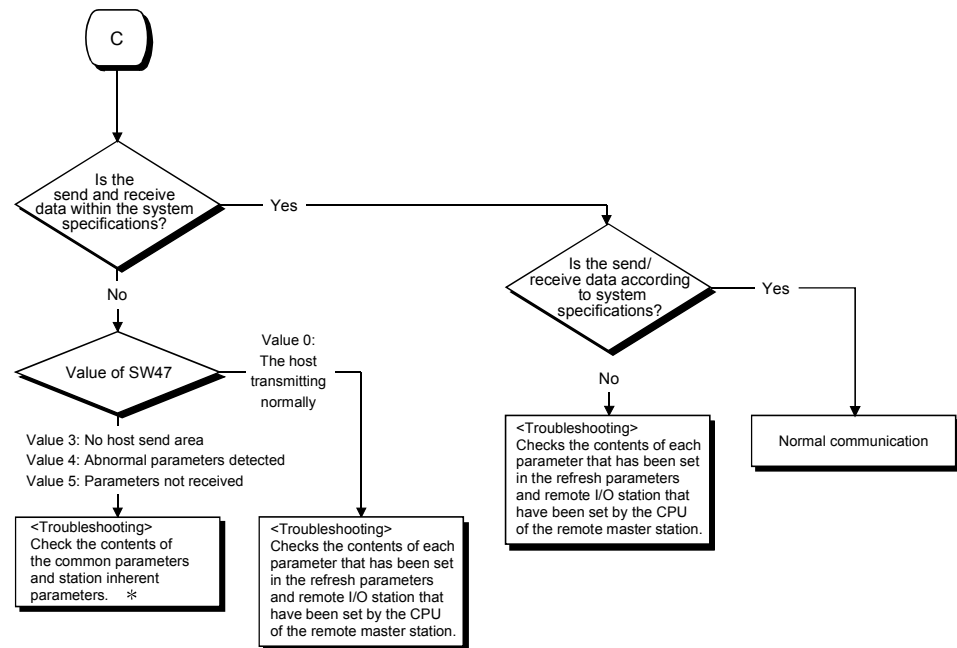 C
Is the
send and receive
data within the system
specifications?
Yes
Is the send/
receive data according
to system
specifications?
Yes
No
Value of SW47
Value 0:
The host
transmitting
normally
No
Value 3: No host send area
Value 4: Abnormal parameters detected
Value 5: Parameters not received
<Troubleshooting>
Checks the contents of each
parameter that has been set
in the refresh parameters
and remote I/O station that
have been set by the CPU
of the remote master station.
Normal communication
<Troubleshooting>
Check the contents of
the common parameters
and station inherent
parameters. *
<Troubleshooting>
Checks the contents of each
parameter that has been set
in the refresh parameters
and remote I/O station that
have been set by the CPU
of the remote master station.